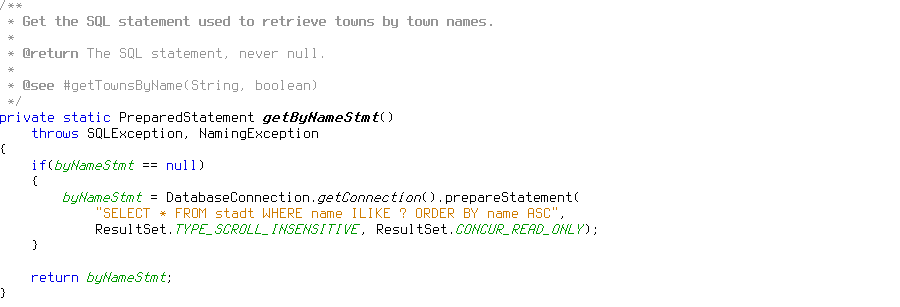 /**
 * Get the SQL statement used to retrieve towns by town names.
 *
 * @return The SQL statement, never null.
 *
 * @see #getTownsByName(String, boolean)
 */
private static PreparedStatement getByNameStmt()
    throws SQLException, NamingException
{
    if(byNameStmt == null)
    {
        byNameStmt = DatabaseConnection.getConnection().prepareStatement(
            "SELECT * FROM stadt WHERE name ILIKE ? ORDER BY name ASC",
            ResultSet.TYPE_SCROLL_INSENSITIVE, ResultSet.CONCUR_READ_ONLY);
    }

    return byNameStmt;
}